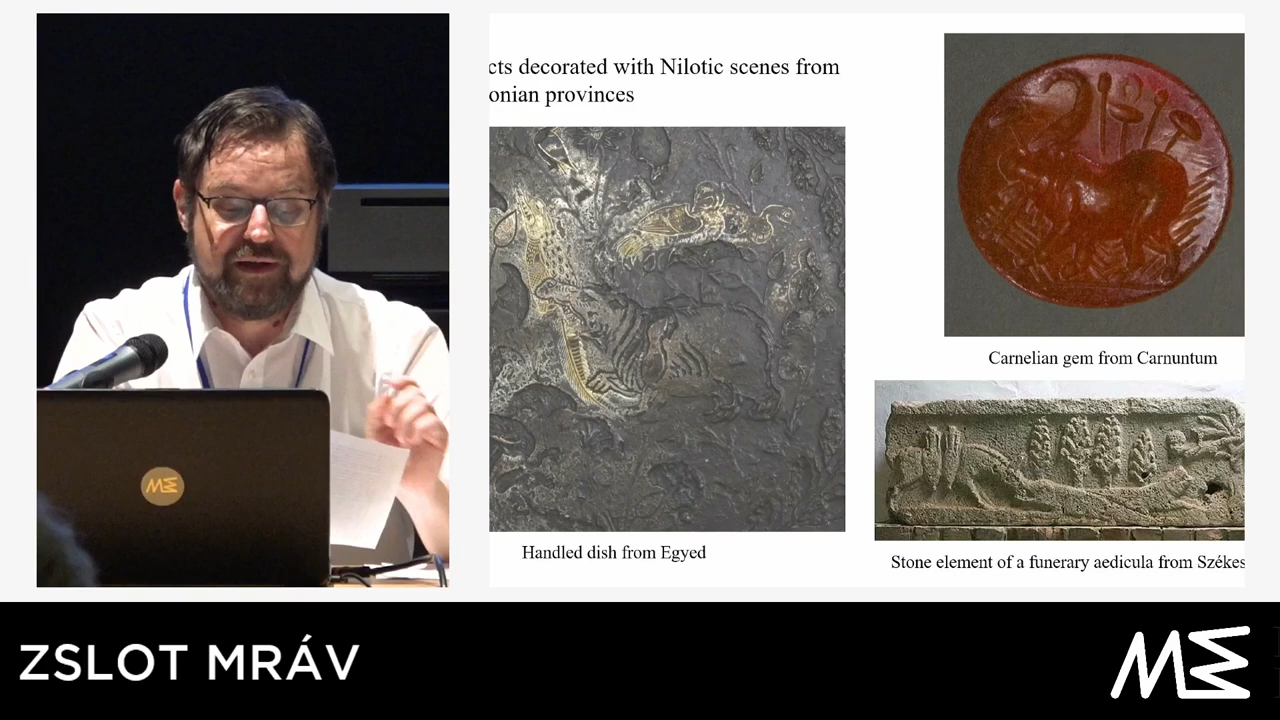 cts decorated with Nilotic scenes from
onian provinces
Carnelian gem from Carnuntum
Handled dish from Egyed
Stone element of a funerary aedicula from Székes
ZSLOT MRÁV